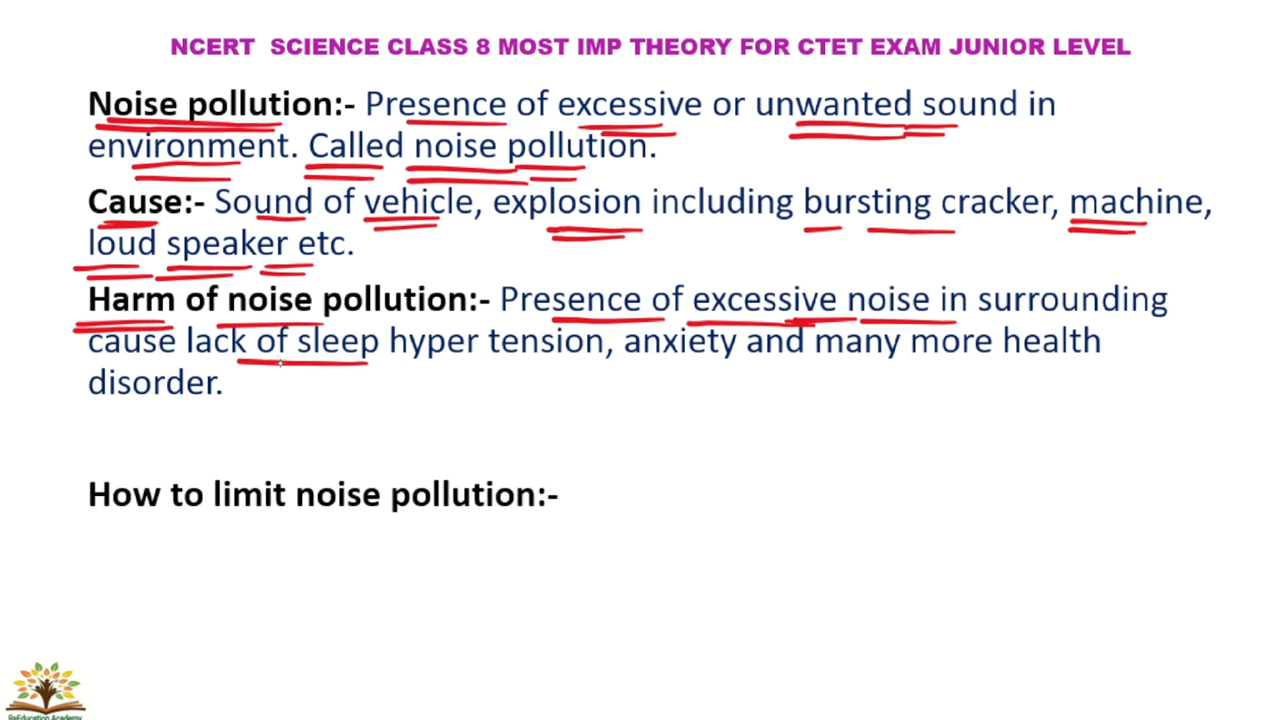 NCERT SCIENCE CLASS 8 MOST IMP THEORY FOR CTET EXAM JUNIOR LEVEL
Noise pollution:- Presence of excessive or unwanted sound in
environment. Called noise pollution.
Cause:- Sound of vehicle, explosion including bursting cracker, machine,
loud speaker etc.
Harm of noise pollution:- Presence of excessive noise in surrounding
cause lack of sleep hyper tension, anxiety and many more health
disorder.
How to limit noise pollution:-
BeEducation Academy